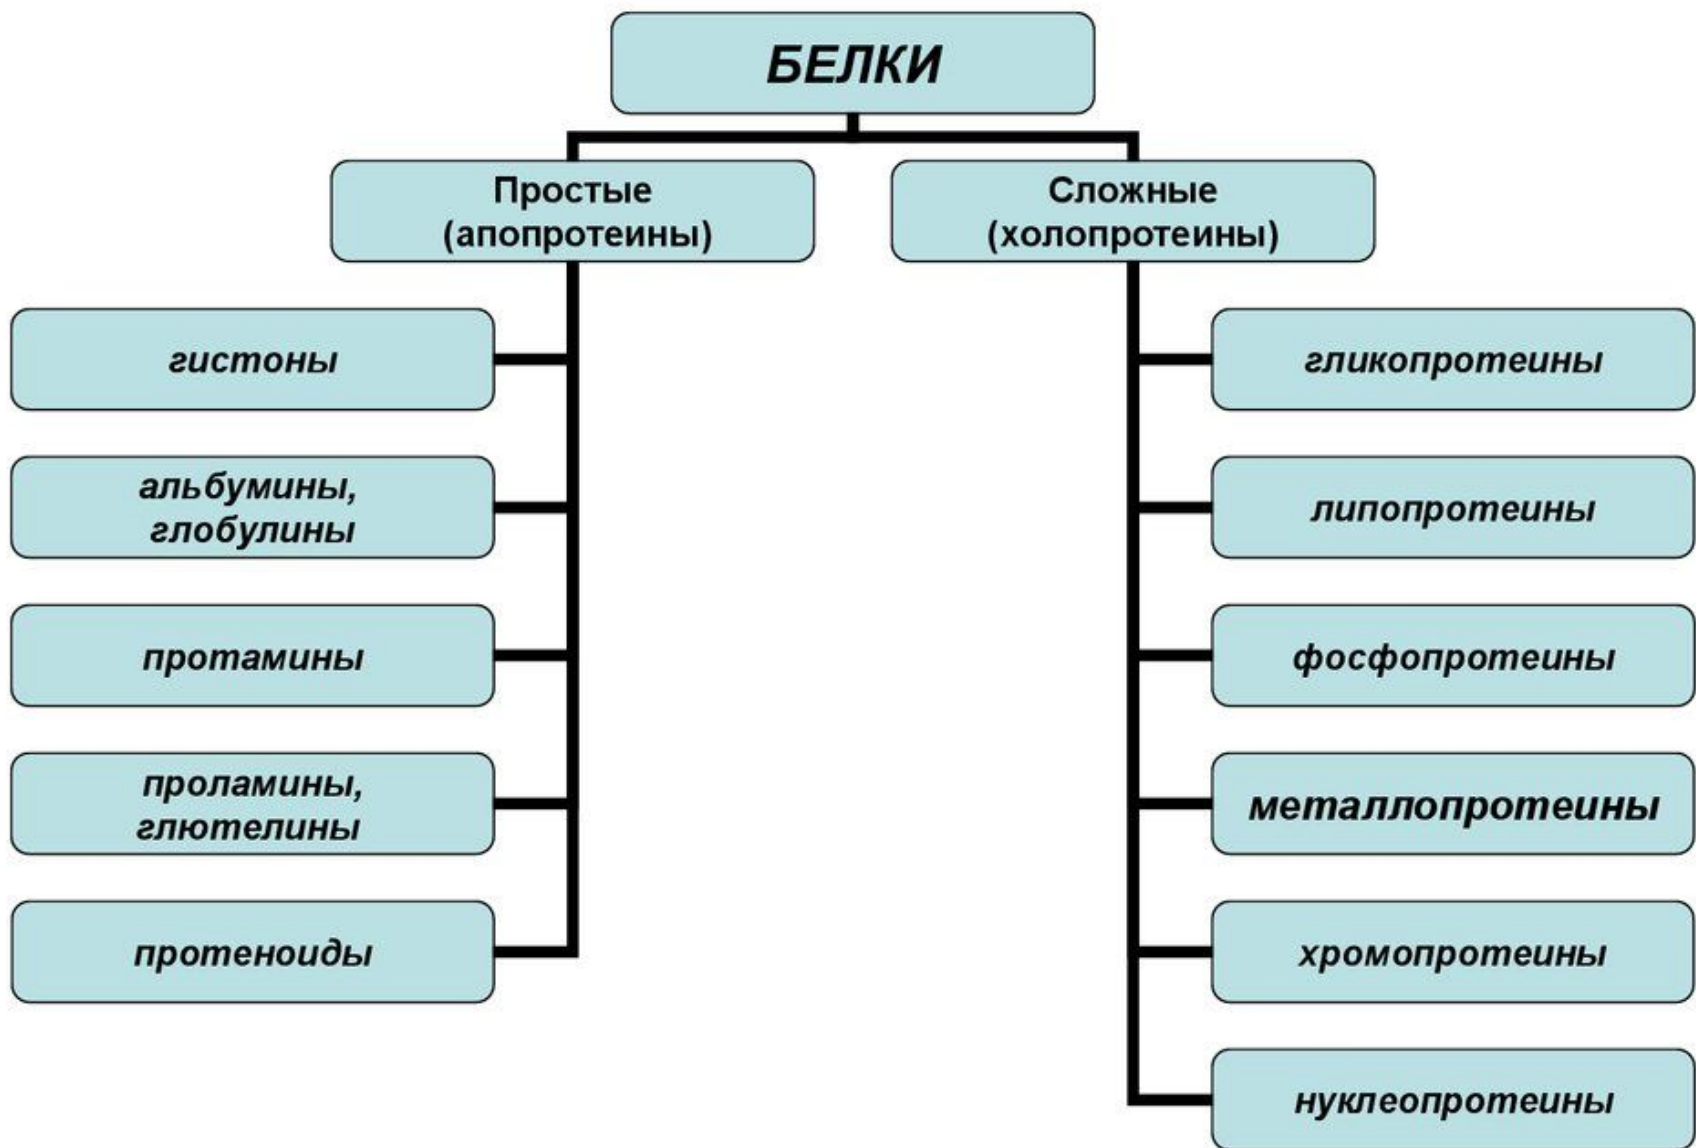 БЕЛКИ
Простые
(апопротеины)
Сложные
(холопротеины)
гистоны
альбумины,
глобулины
протамины
проламины,
глютелины
протеноиды
гликопротеины
липопротеины
фосфопротеины
металлопротеины
хромопротеины
нуклеопротеины